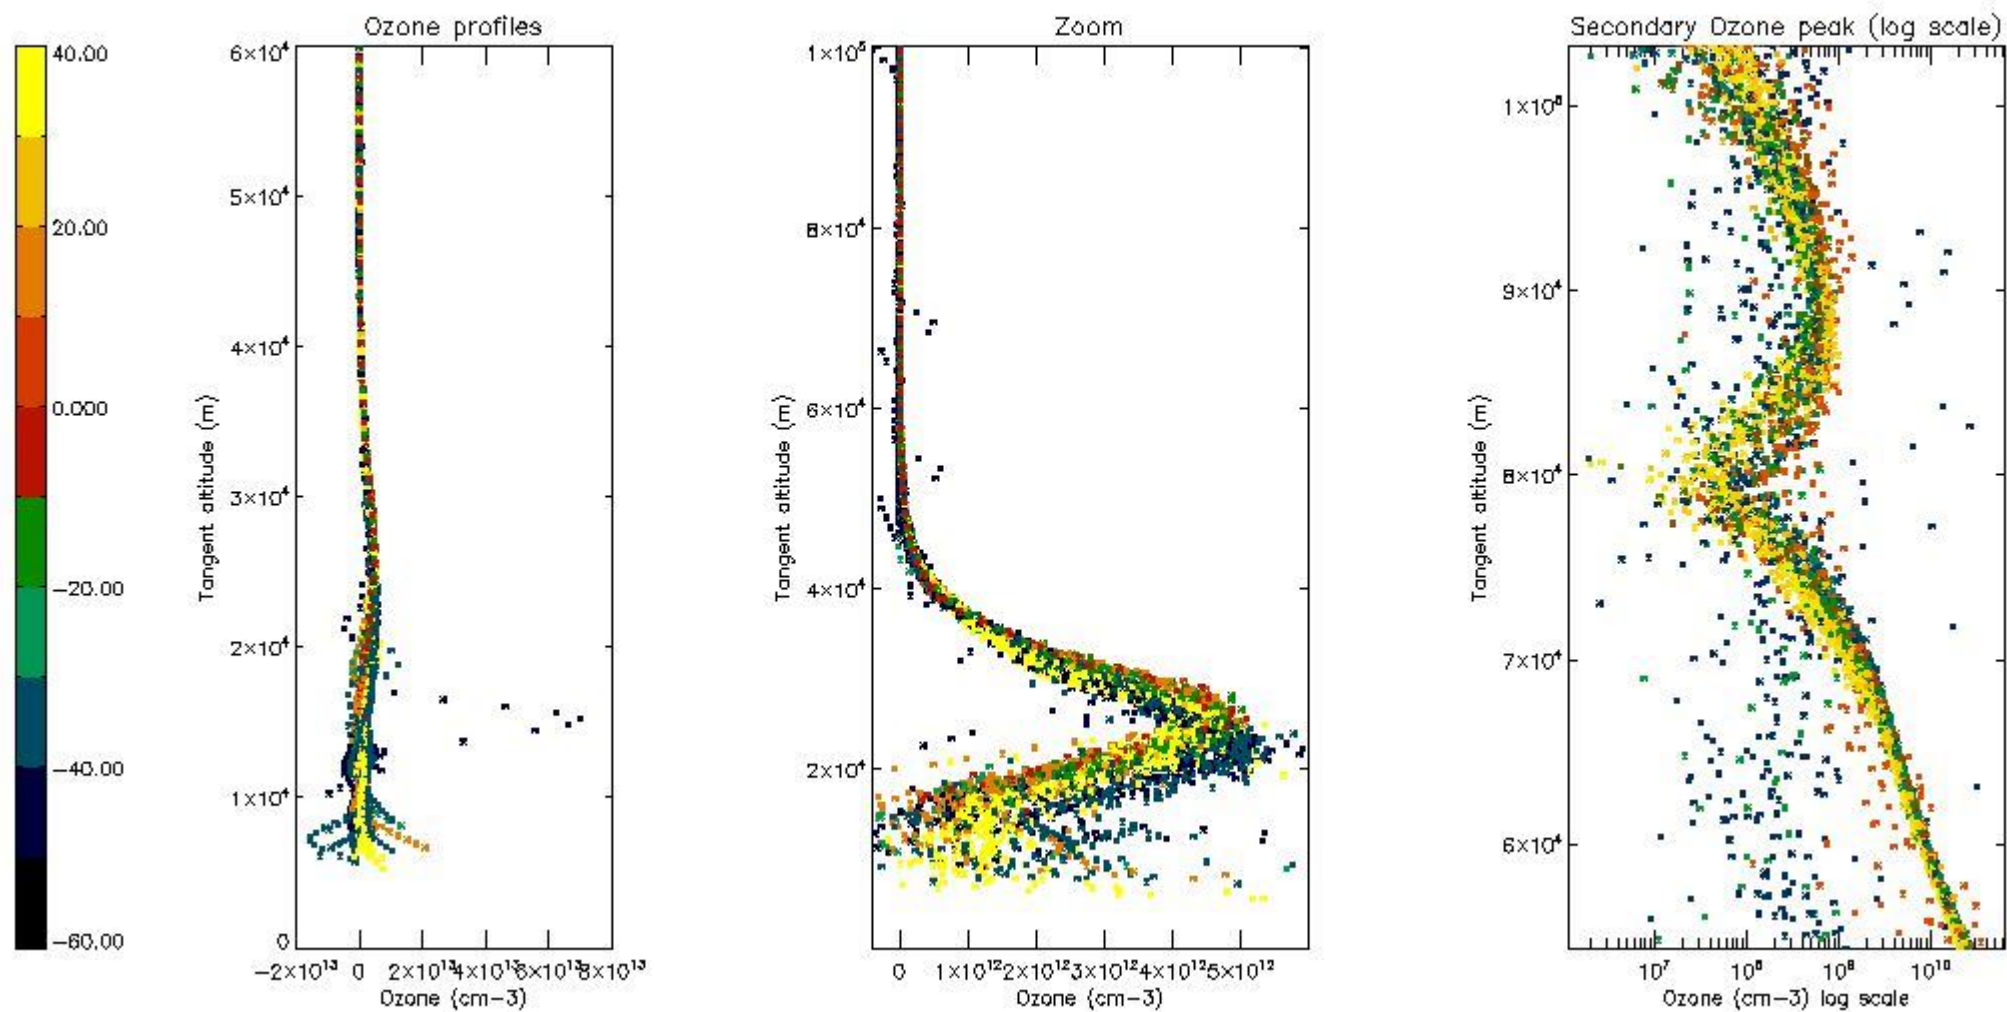 Ozone profiles
Zoom
Secondary Ozone peak (log scale)
40.00
20.00
0.000
−20.00
−40.00
−60.00
6×10⁴
5×10⁴
4×10⁴
3×10⁴
2×10⁴
1×10⁴
0
Tangent altitude (m)
−2×10¹³ 0 2×10¹³ 4×10¹³ 6×10¹³ 8×10¹³
Ozone (cm−3)
1×10⁵
8×10⁴
6×10⁴
4×10⁴
2×10⁴
Tangent altitude (m)
0 1×10¹² 2×10¹² 3×10¹² 4×10¹² 5×10¹²
Ozone (cm−3)
1×10⁵
9×10⁴
8×10⁴
7×10⁴
6×10⁴
Tangent altitude (m)
10⁷ 10⁸ 10⁹ 10¹⁰
Ozone (cm−3) log scale